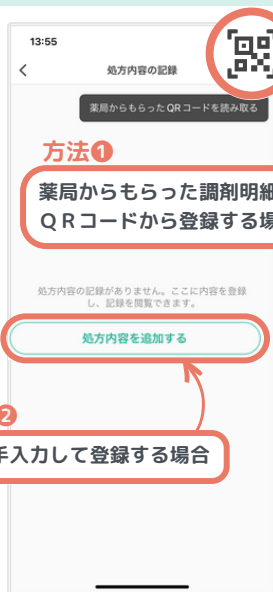 13:55
処方内容の記録
薬局からもらったQRコードを読み取る
方法❶
薬局からもらった調剤明細
QRコードから登録する場
処方内容の記録がありません。ここに内容を登録
し、記録を閲覧できます。
処方内容を追加する
❷
手入力して登録する場合